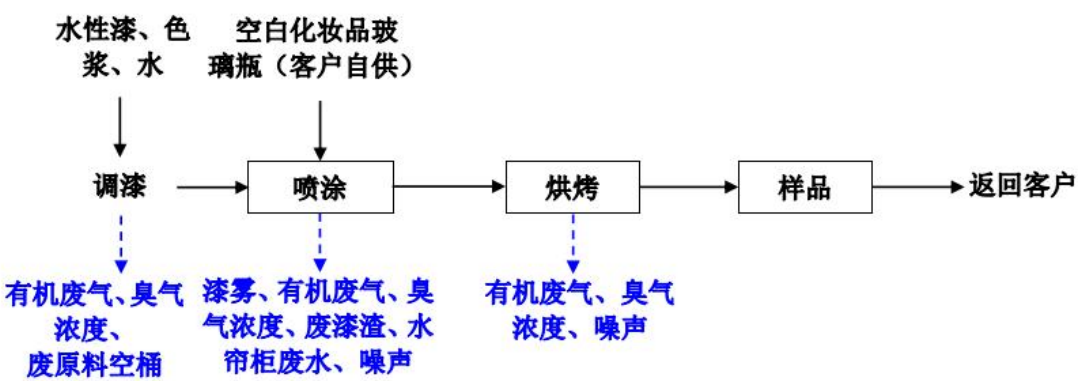 水性漆、色
浆、水
空白化妆品玻
璃瓶（客户自供）
调漆
喷涂
烘烤
样品
返回客户
有机废气、臭气
浓度、
废原料空桶
漆雾、有机废气、臭
气浓度、废漆渣、水
帘柜废水、噪声
有机废气、臭气
浓度、噪声